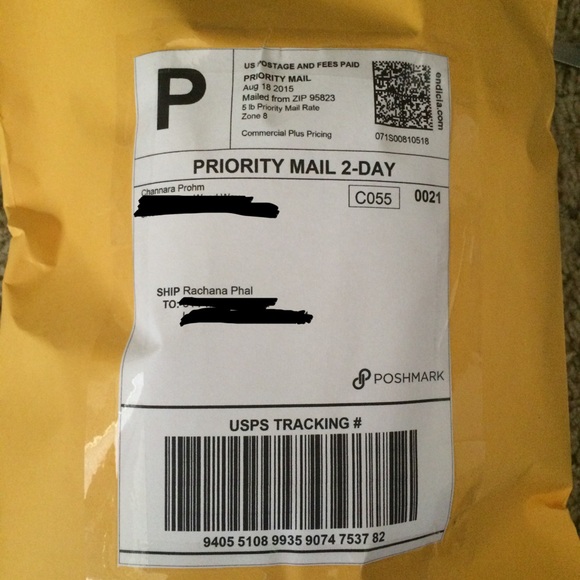 P
US POSTAGE AND FEES PAID
PRIORITY MAIL
Aug 18 2015
Mailed from ZIP 95823
5 lb Priority Mail Rate
Zone 8
Commercial Plus Pricing
071S00810518
endicia.com
PRIORITY MAIL 2-DAY
Channara Prohm
C055
0021
SHIP Rachana Phal
TO:
POSHMARK
USPS TRACKING #
9405 5108 9935 9074 7537 82